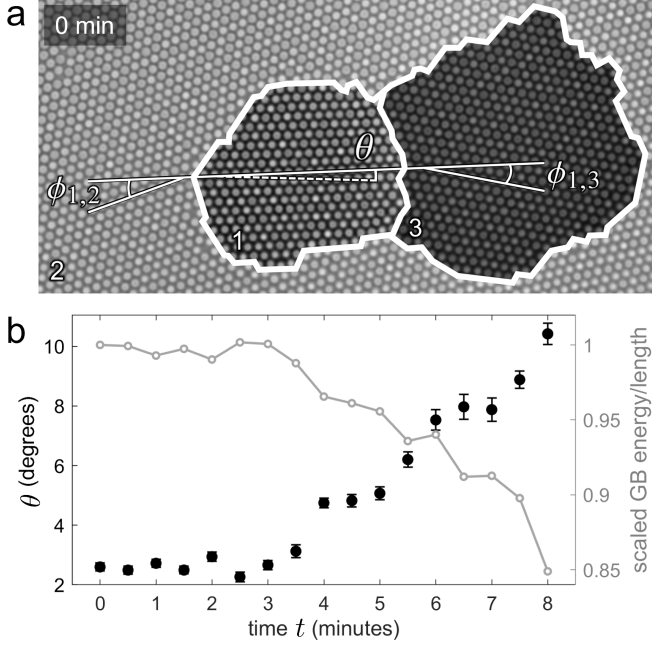 a
0 min
θ
ϕ1,2
ϕ1,3
1
3
2
b
10
8
6
4
2
θ (degrees)
1
0.95
0.9
0.85
scaled GB energy/length
0 1 2 3 4 5 6 7 8
time t (minutes)